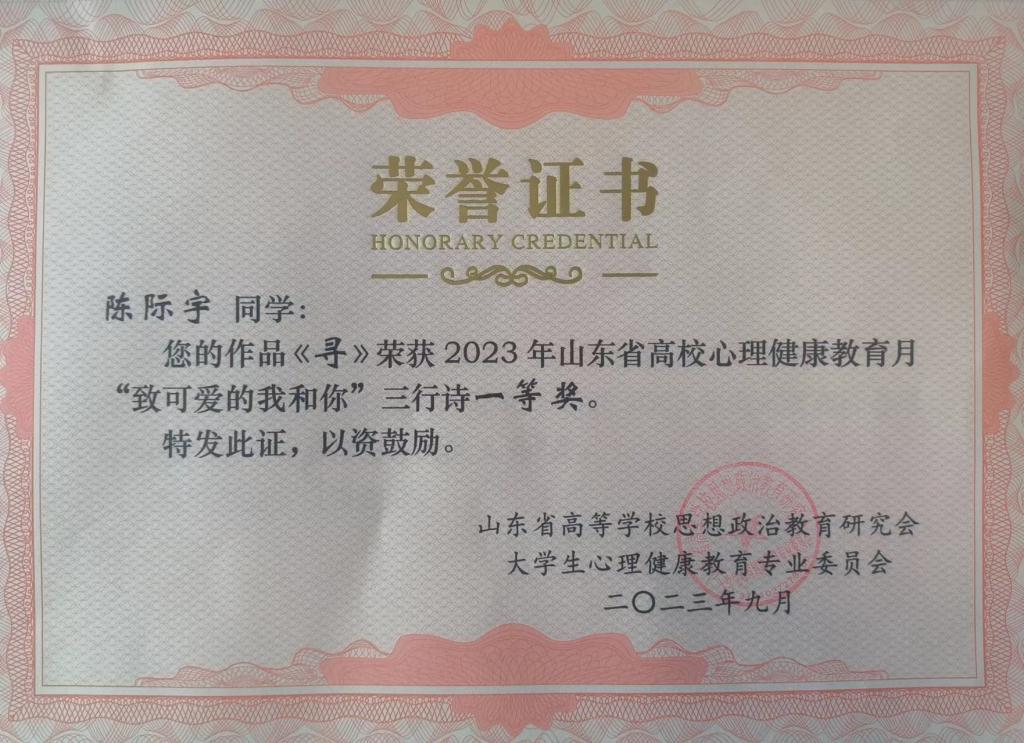 荣誉证书
HONORARY CREDENTIAL
陈际宇 同学：
您的作品《寻》荣获 2023 年山东省高校心理健康教育月
“致可爱的我和你”三行诗一等奖。
特发此证，以资鼓励。
山东省高等学校思想政治教育研究会
大学生心理健康教育专业委员会
二〇二三年九月